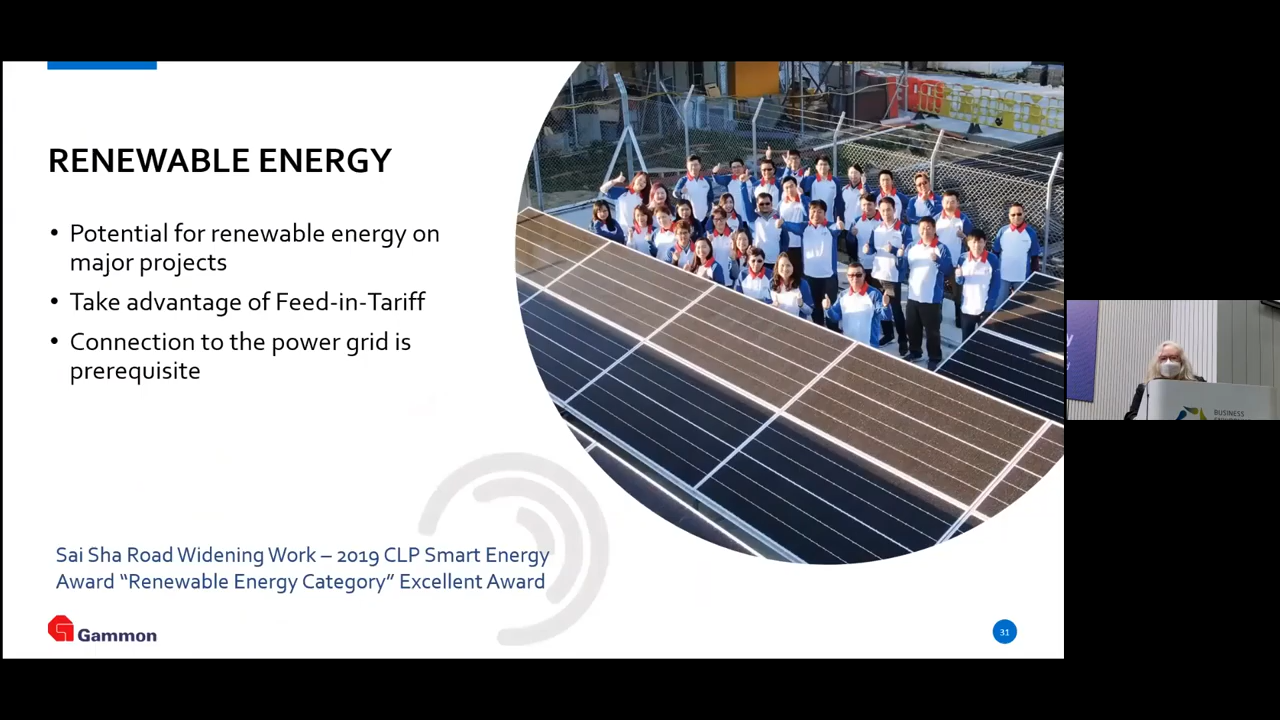 RENEWABLE ENERGY
• Potential for renewable energy on
major projects
• Take advantage of Feed-in-Tariff
• Connection to the power grid is
prerequisite
Sai Sha Road Widening Work – 2019 CLP Smart Energy
Award “Renewable Energy Category” Excellent Award
Gammon
31
BUSINESS